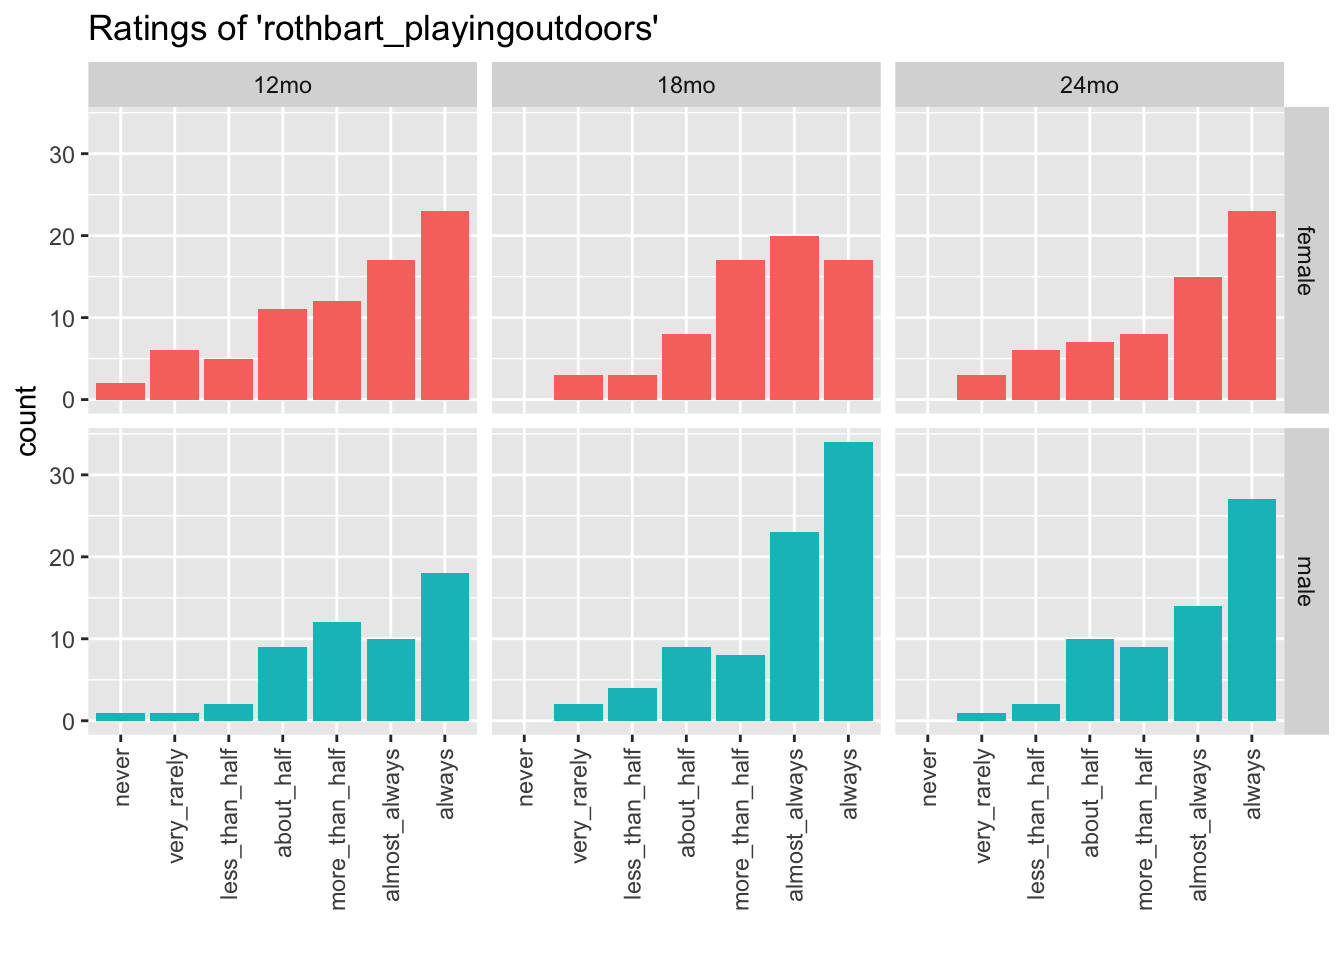 Ratings of 'rothbart_playingoutdoors'
12mo 18mo 24mo
count
30
20
10
0
female
30
20
10
0
male
never very_rarely less_than_half about_half more_than_half almost_always always
never very_rarely less_than_half about_half more_than_half almost_always always
never very_rarely less_than_half about_half more_than_half almost_always always